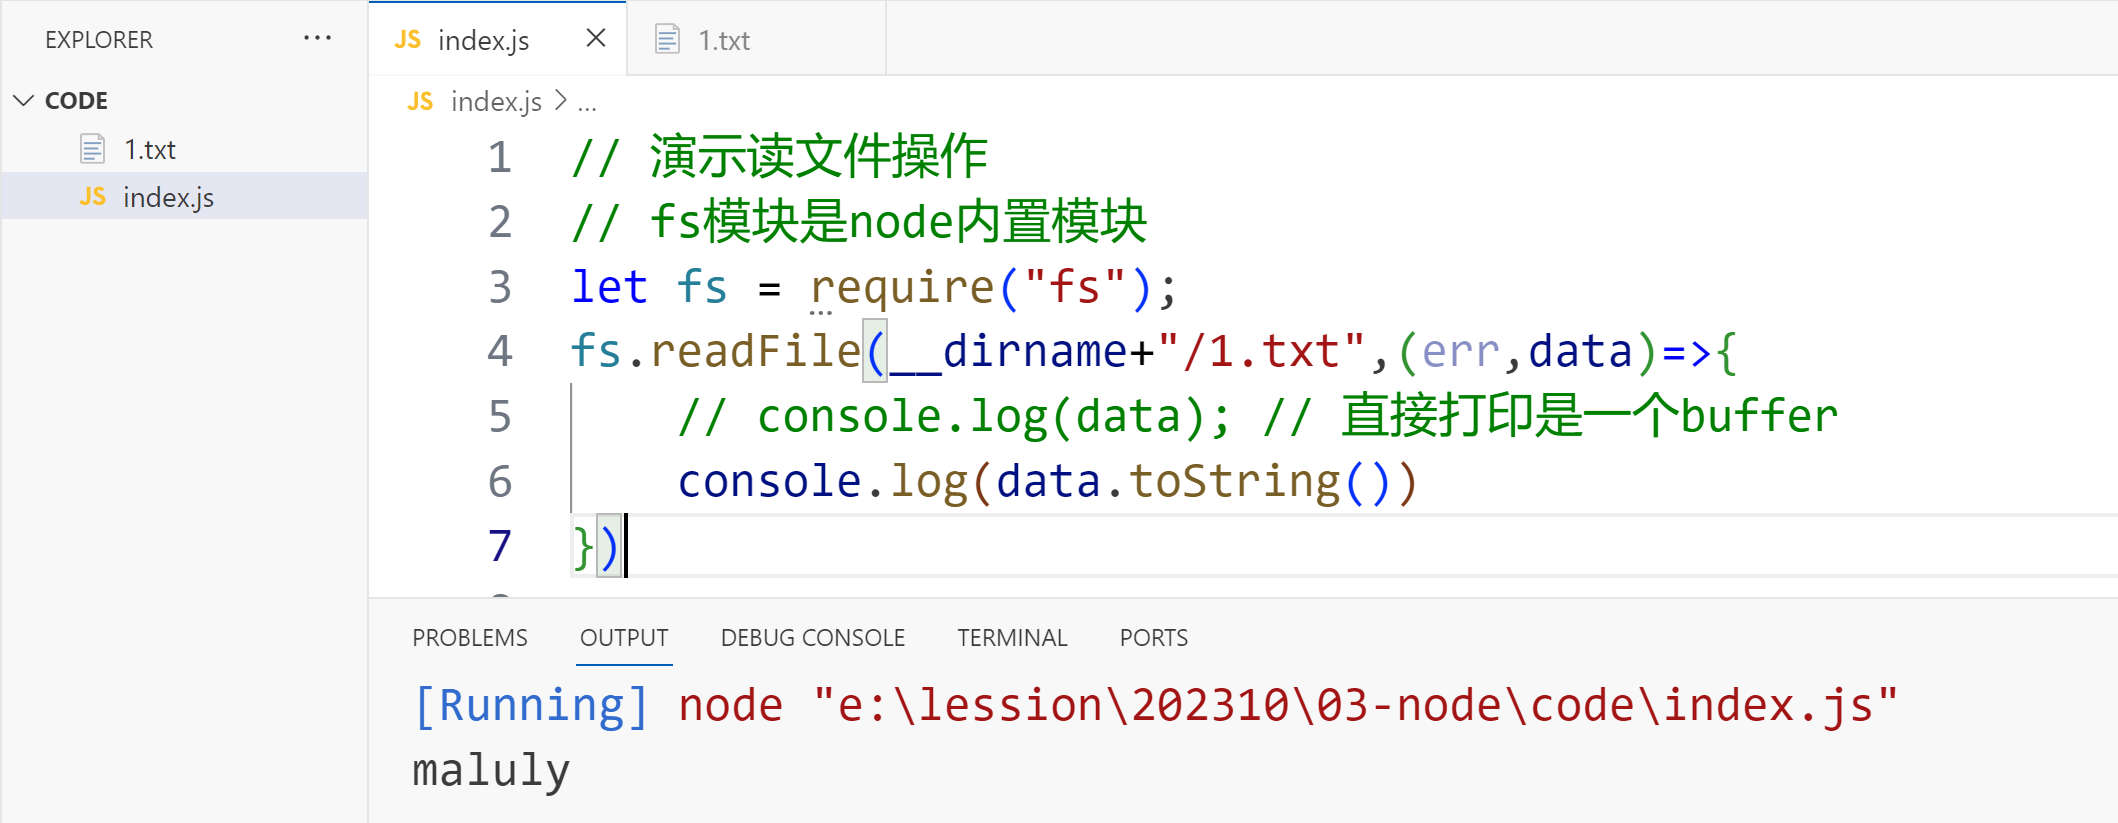 EXPLORER ···
CODE
1.txt
JS index.js
JS index.js
1.txt
JS index.js > ...
1 // 演示读文件操作
2 // fs模块是node内置模块
3 let fs = require("fs");
4 fs.readFile(__dirname+"/1.txt",(err,data)=>{
5 // console.log(data); // 直接打印是一个buffer
6 console.log(data.toString())
7 })
PROBLEMS OUTPUT DEBUG CONSOLE TERMINAL PORTS
[Running] node "e:\lession\202310\03-node\code\index.js"
maluly